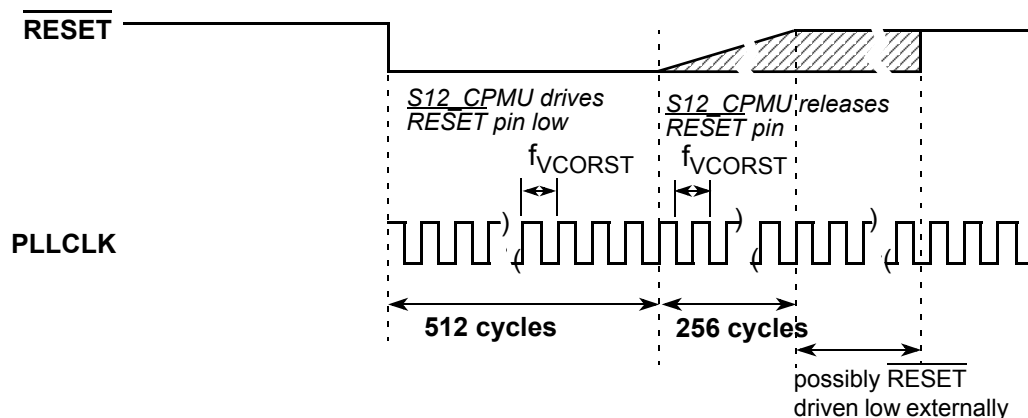 RESET
S12_CPMU drives
RESET pin low
S12_CPMU releases
RESET pin
fVCORST
fVCORST
PLLCLK
512 cycles
256 cycles
possibly RESET
driven low externally